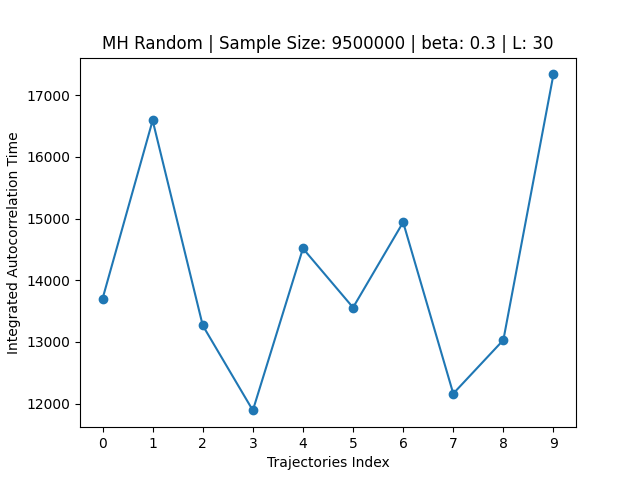 MH Random | Sample Size: 9500000 | beta: 0.3 | L: 30
Integrated Autocorrelation Time
17000
16000
15000
14000
13000
12000
0 1 2 3 4 5 6 7 8 9
Trajectories Index